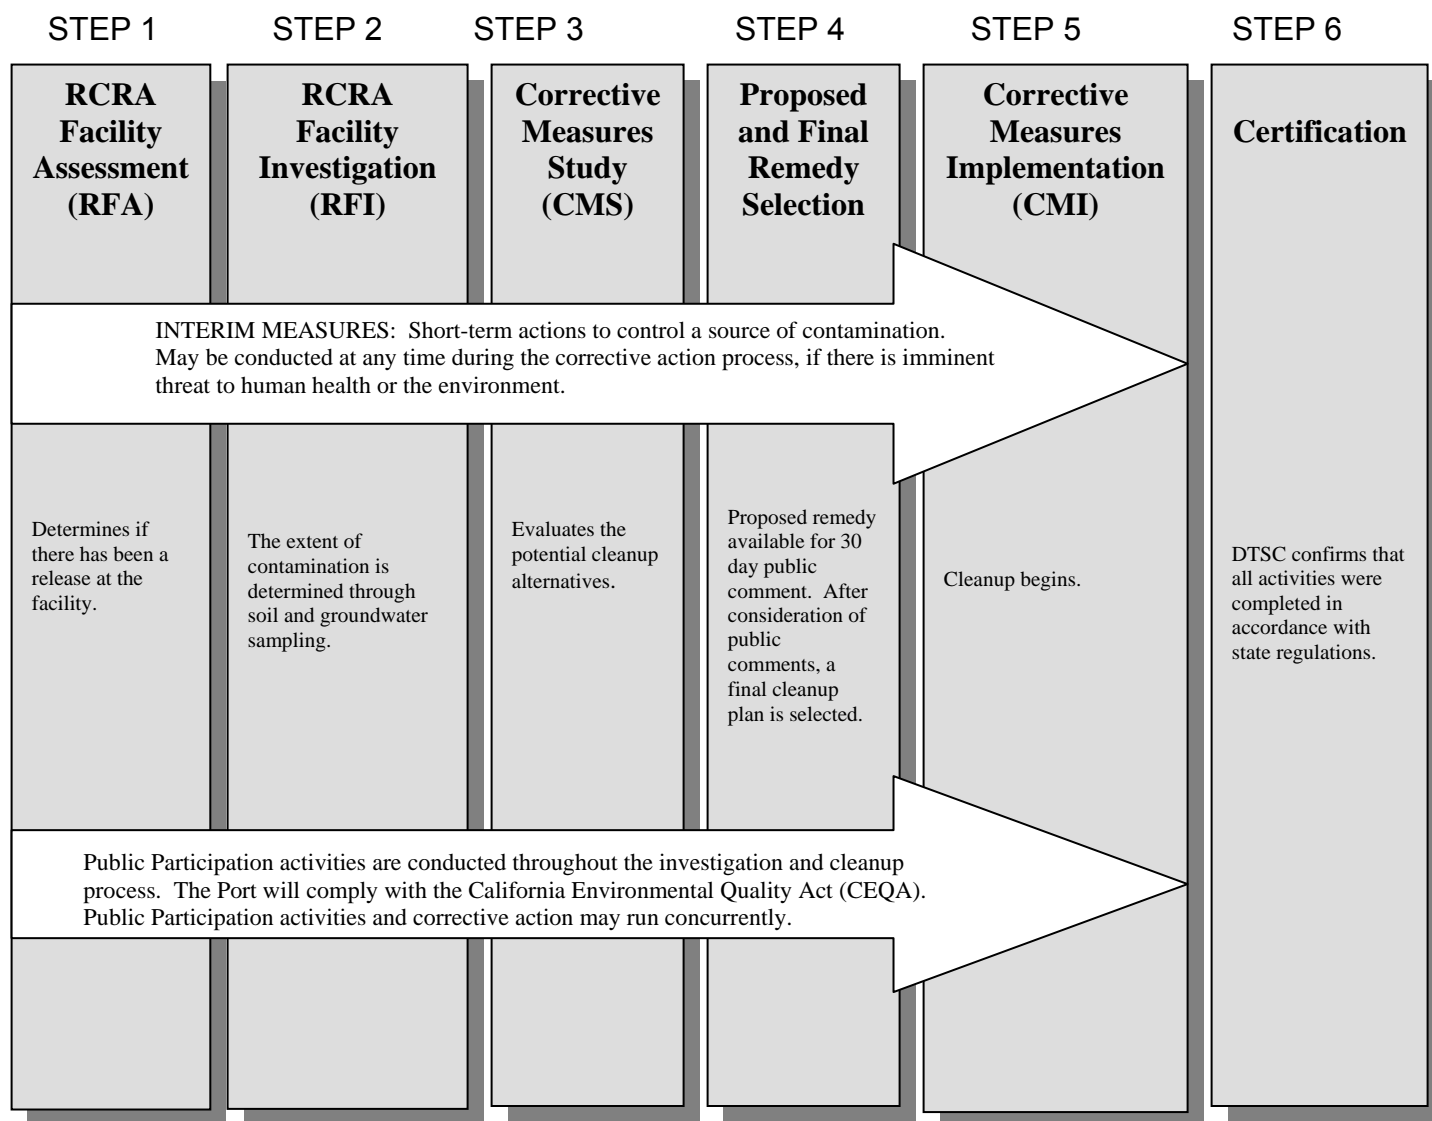 STEP 1
STEP 2
STEP 3
STEP 4
STEP 5
STEP 6
RCRA
Facility
Assessment
(RFA)
RCRA
Facility
Investigation
(RFI)
Corrective
Measures
Study
(CMS)
Proposed
and Final
Remedy
Selection
Corrective
Measures
Implementation
(CMI)
Certification
INTERIM MEASURES:  Short-term actions to control a source of contamination.
May be conducted at any time during the corrective action process, if there is imminent
threat to human health or the environment.
Determines if
there has been a
release at the
facility.
The extent of
contamination is
determined through
soil and groundwater
sampling.
Evaluates the
potential cleanup
alternatives.
Proposed remedy
available for 30
day public
comment.  After
consideration of
public
comments, a
final cleanup
plan is selected.
Cleanup begins.
DTSC confirms that
all activities were
completed in
accordance with
state regulations.
Public Participation activities are conducted throughout the investigation and cleanup
process.  The Port will comply with the California Environmental Quality Act (CEQA).
Public Participation activities and corrective action may run concurrently.